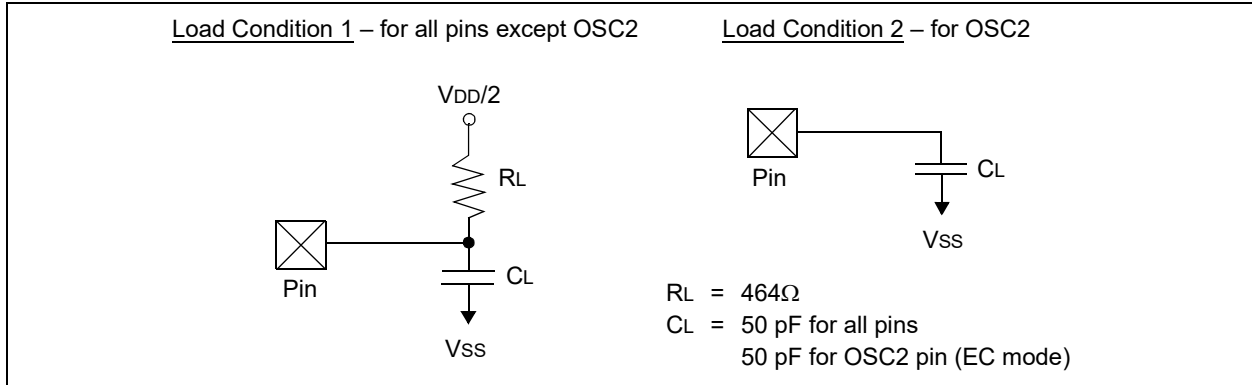 Load Condition 1 – for all pins except OSC2
VDD/2
RL
Pin
CL
VSS
Load Condition 2 – for OSC2
Pin
CL
VSS
RL = 464Ω
CL = 50 pF for all pins
50 pF for OSC2 pin (EC mode)